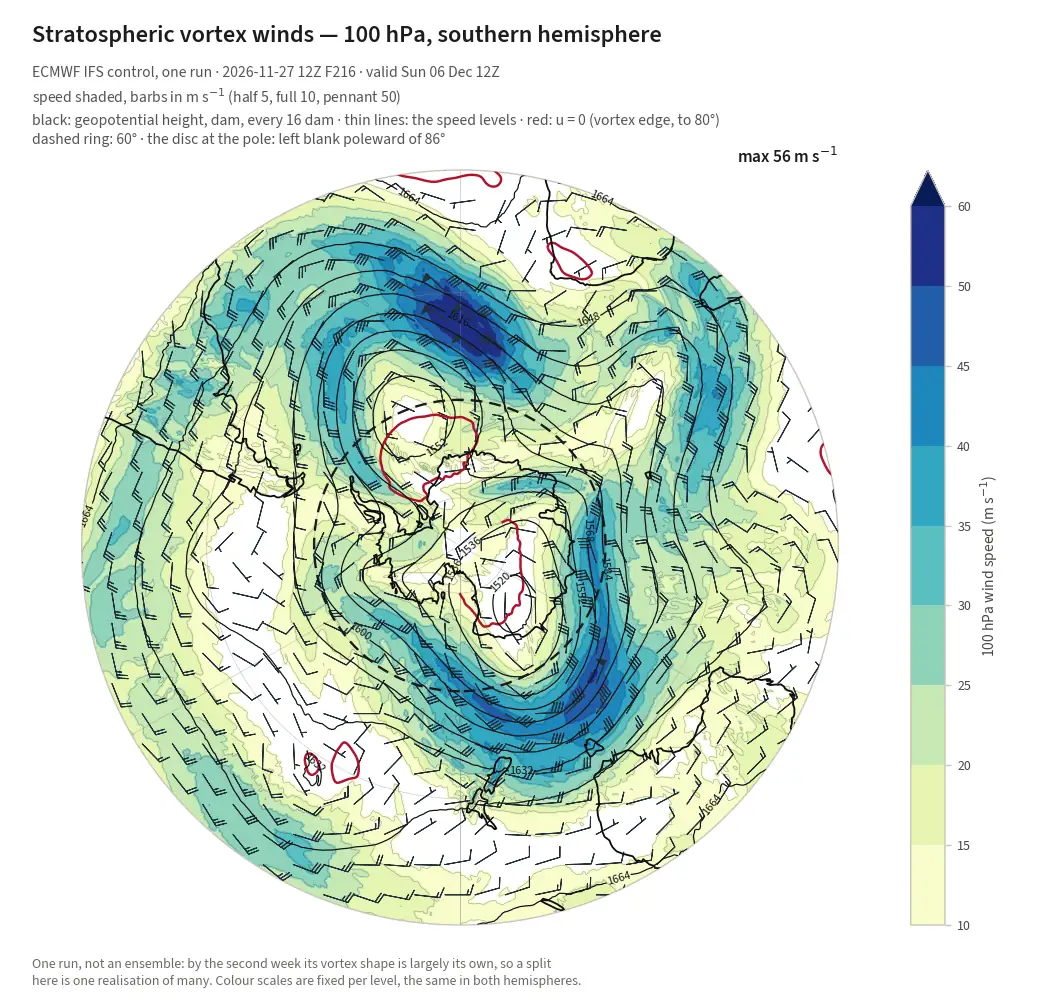 Stratospheric vortex winds — 100 hPa, southern hemisphere
ECMWF IFS control, one run · 2026-11-27 12Z F216 · valid Sun 06 Dec 12Z
speed shaded, barbs in m s⁻¹ (half 5, full 10, pennant 50)
black: geopotential height, dam, every 16 dam · thin lines: the speed levels · red: u = 0 (vortex edge, to 80°)
dashed ring: 60° · the disc at the pole: left blank poleward of 86°
max 56 m s⁻¹
1664
1664
1648
1616
1552
1664
1568
1536
1584
1520
1552
1600
1632
1632
1664
1664
60
50
45
40
35
30
25
20
15
10
100 hPa wind speed (m s⁻¹)
One run, not an ensemble: by the second week its vortex shape is largely its own, so a split
here is one realisation of many. Colour scales are fixed per level, the same in both hemispheres.